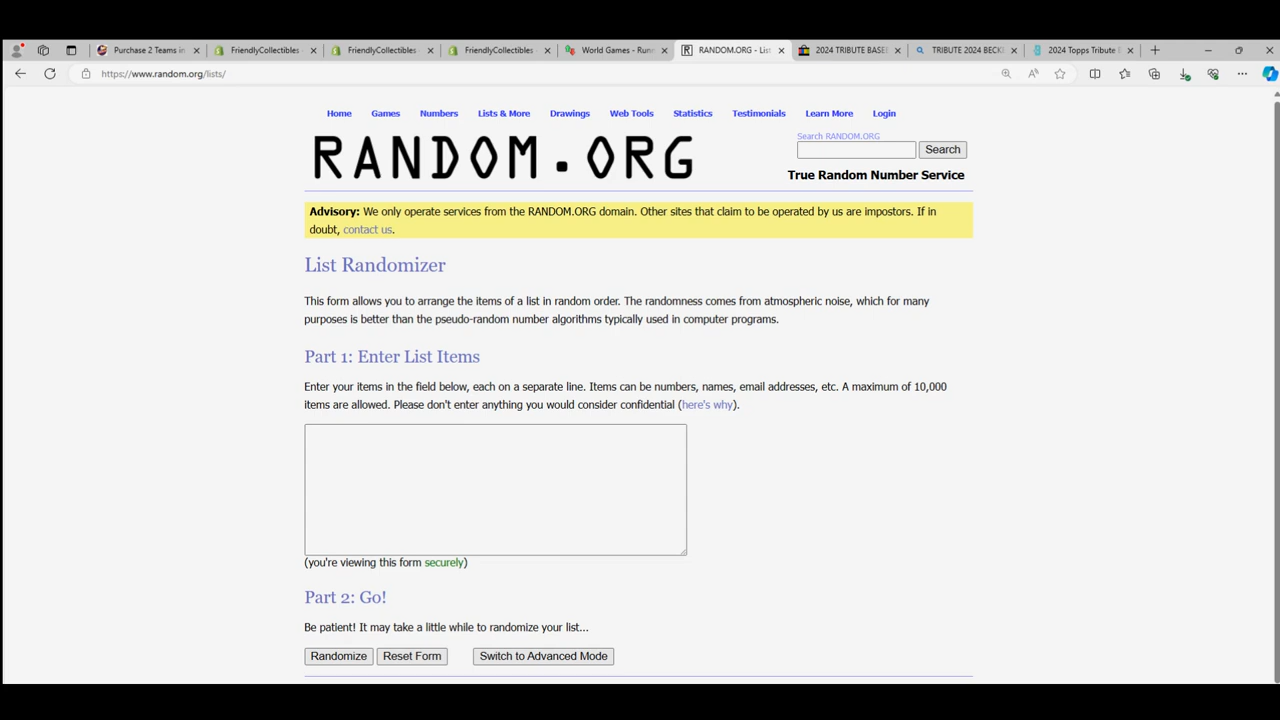 Purchase 2 Teams in
FriendlyCollectibles
FriendlyCollectibles
FriendlyCollectibles
World Games - Run
RANDOM.ORG - List
2024 TRIBUTE BASEB
TRIBUTE 2024 BECK
2024 Topps Tribute
https://www.random.org/lists/
Home Games Numbers Lists & More Drawings Web Tools Statistics Testimonials Learn More Login
RANDOM.ORG
Search RANDOM.ORG
Search
True Random Number Service
Advisory: We only operate services from the RANDOM.ORG domain. Other sites that claim to be operated by us are impostors. If in
doubt, contact us.
List Randomizer
This form allows you to arrange the items of a list in random order. The randomness comes from atmospheric noise, which for many
purposes is better than the pseudo-random number algorithms typically used in computer programs.
Part 1: Enter List Items
Enter your items in the field below, each on a separate line. Items can be numbers, names, email addresses, etc. A maximum of 10,000
items are allowed. Please don't enter anything you would consider confidential (here's why).
(you're viewing this form securely)
Part 2: Go!
Be patient! It may take a little while to randomize your list...
Randomize Reset Form Switch to Advanced Mode